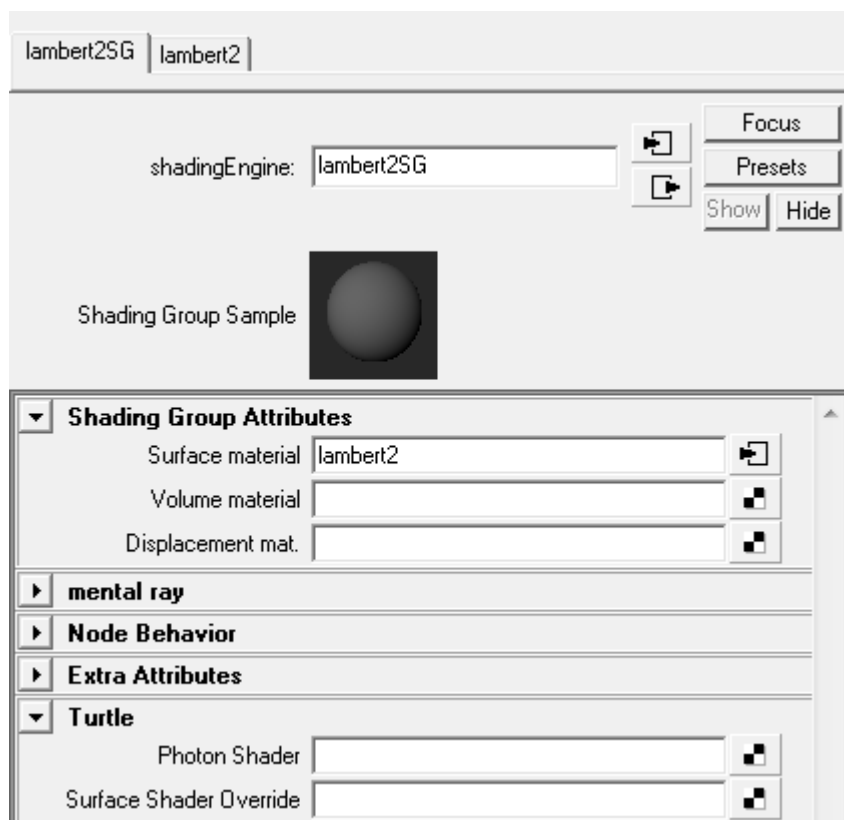 lambert2SG lambert2
Focus
shadingEngine: lambert2SG
Presets
Show Hide
Shading Group Sample
Shading Group Attributes
Surface material lambert2
Volume material
Displacement mat.
mental ray
Node Behavior
Extra Attributes
Turtle
Photon Shader
Surface Shader Override